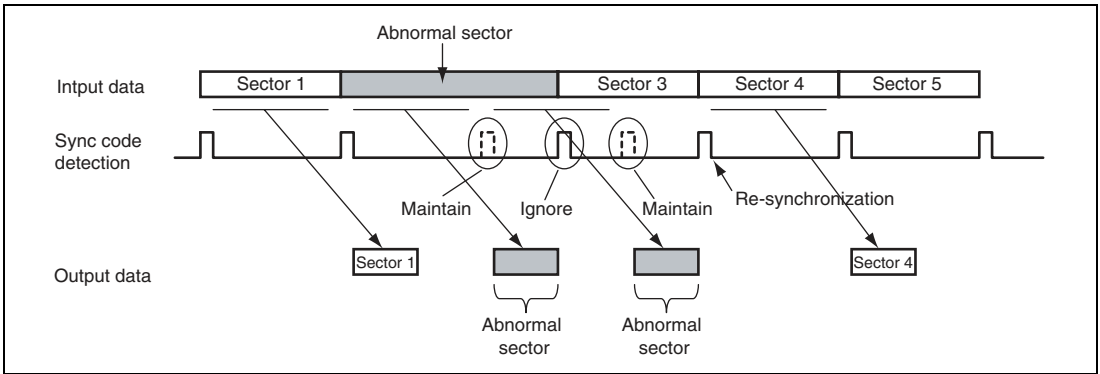 Abnormal sector
Intput data
Sector 1
Sector 3
Sector 4
Sector 5
Sync code
detection
Maintain
Ignore
Maintain
Re-synchronization
Output data
Sector 1
Sector 4
Abnormal
sector
Abnormal
sector